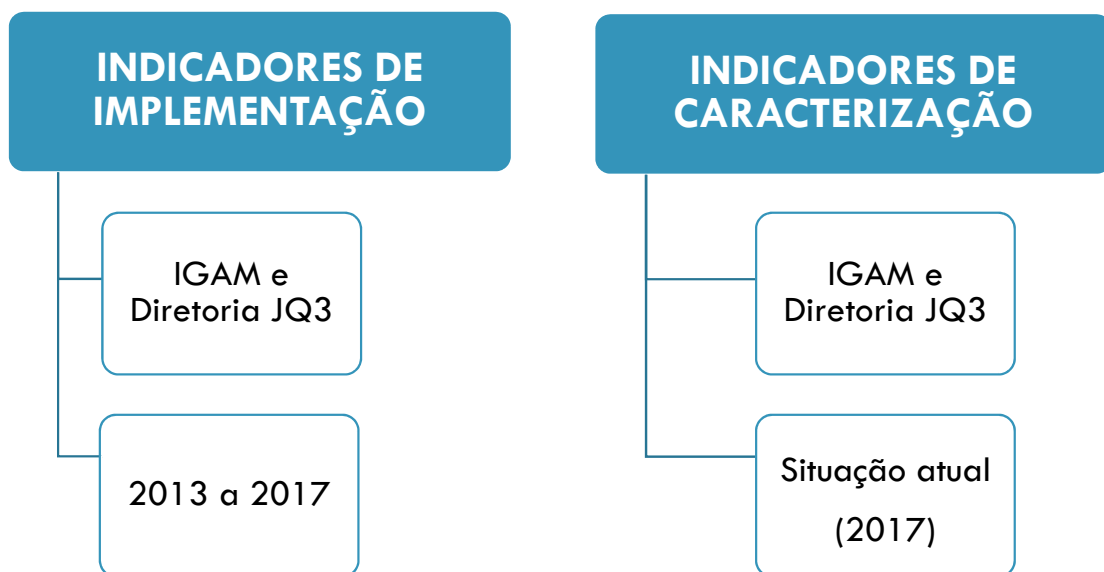 INDICADORES DE
IMPLEMENTAÇÃO
IGAM e
Diretoria JQ3
2013 a 2017
INDICADORES DE
CARACTERIZAÇÃO
IGAM e
Diretoria JQ3
Situação atual
(2017)